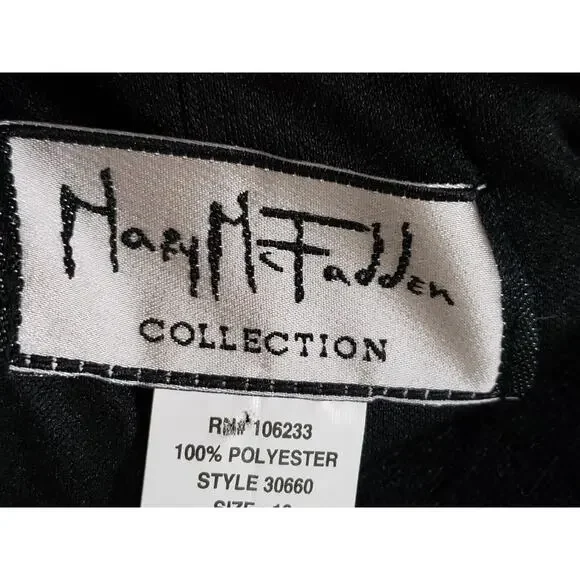 Mary McFadden
COLLECTION
RN# 106233
100% POLYESTER
STYLE 30660